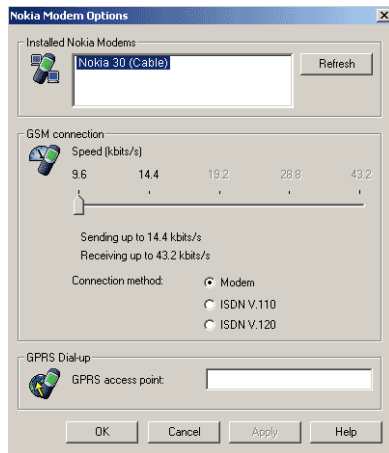 Nokia Modem Options
Installed Nokia Modems
Nokia 30 (Cable)
Refresh
GSM connection
Speed (kbits/s)
9.6 14.4 19.2 28.8 43.2
Sending up to 14.4 kbits/s
Receiving up to 43.2 kbits/s
Connection method: Modem
ISDN V.110
ISDN V.120
GPRS Dial-up
GPRS access point:
OK Cancel Apply Help